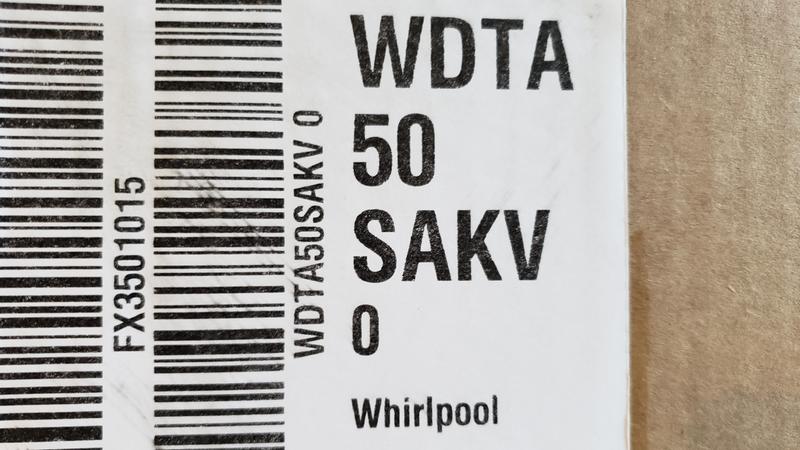 FX3501015
WDTA50SAKV 0
WDTA
50
SAKV
0
Whirlpool